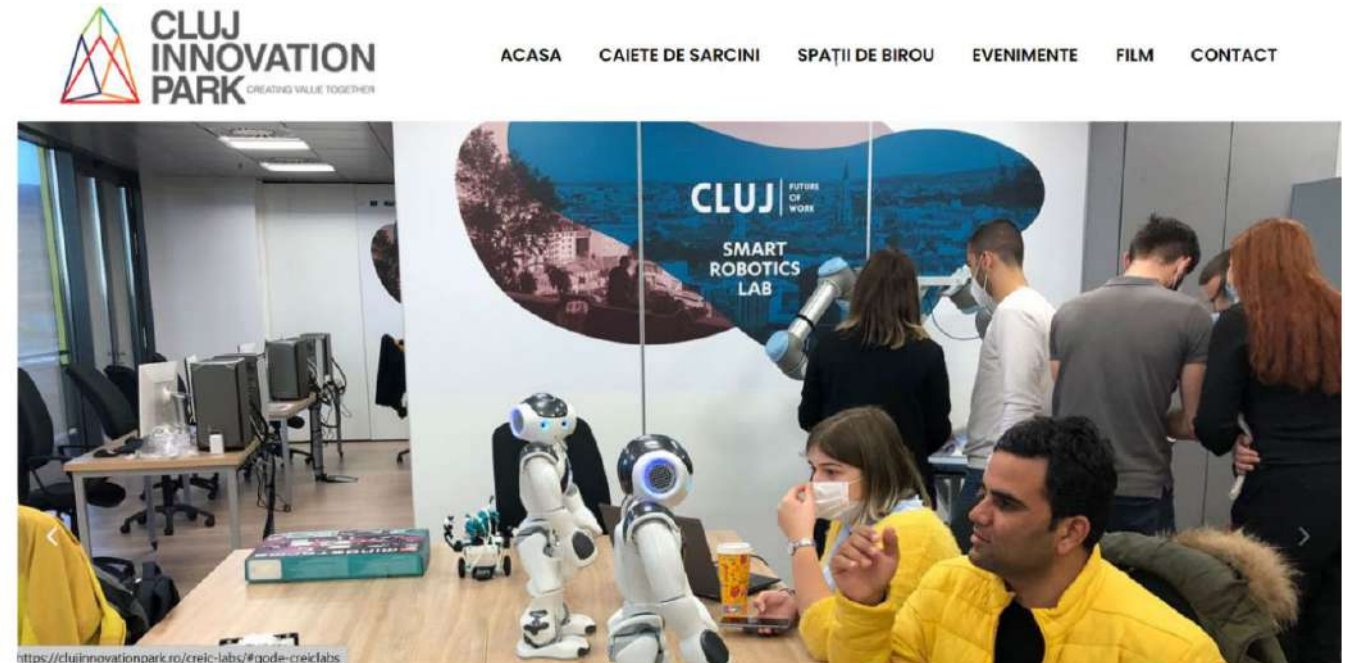 CLUJ
INNOVATION
PARK CREATING VALUE TOGETHER
ACASA CAIETE DE SARCINI SPAȚII DE BIROU EVENIMENTE FILM CONTACT
CLUJ FUTURE
OF
WORK
SMART
ROBOTICS
LAB
https://clujinnovationpark.ro/creic-labs/#qode-creiclabs